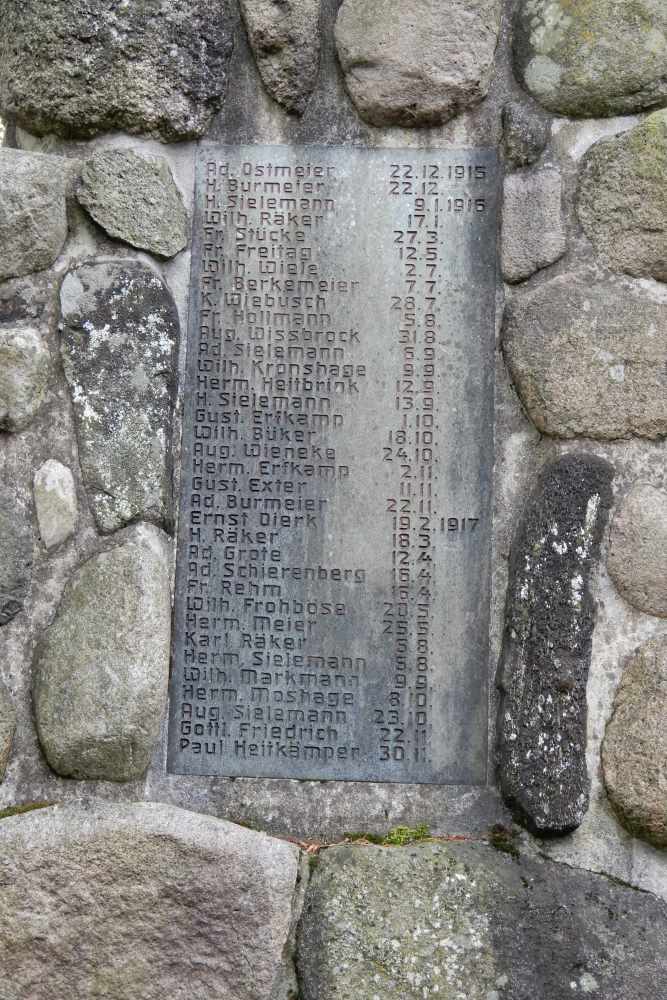 Ad. Ostmeier 22.12.1915
H. Burmeier 22.12.
H. Sielemann 9.1.1916
Wilh. Räker 17.1.
Fr. Stücke 27.3.
Fr. Freitag 12.5.
Wilh. Wiele 2.7.
Fr. Berkemeier 7.7.
K. Wiebusch 28.7.
Fr. Hollmann 5.8.
Aug. Wissbrock 31.8.
Ad. Sielemann 6.9.
Wilh. Kronshage 9.9.
Herm. Heitbrink 12.9.
H. Sielemann 13.9.
Gust. Erfkamp 1.10.
Wilh. Büker 18.10.
Aug. Wieneke 24.10.
Herm. Erfkamp 2.11.
Gust. Exter 11.11.
Ad. Burmeier 22.11.
Ernst Dierk 19.2.1917
H. Räker 18.3.
Ad. Grote 12.4.
Ad. Schierenberg 16.4.
Fr. Rehm 16.4.
Wilh. Frohböse 20.5.
Herm. Meier 25.5.
Karl Räker 5.8.
Herm. Sielemann 5.8.
Wilh. Markmann 9.9.
Herm. Moshage 8.10.
Aug. Sielemann 23.10.
Gottl. Friedrich 22.11.
Paul Heitkämper 30.11.